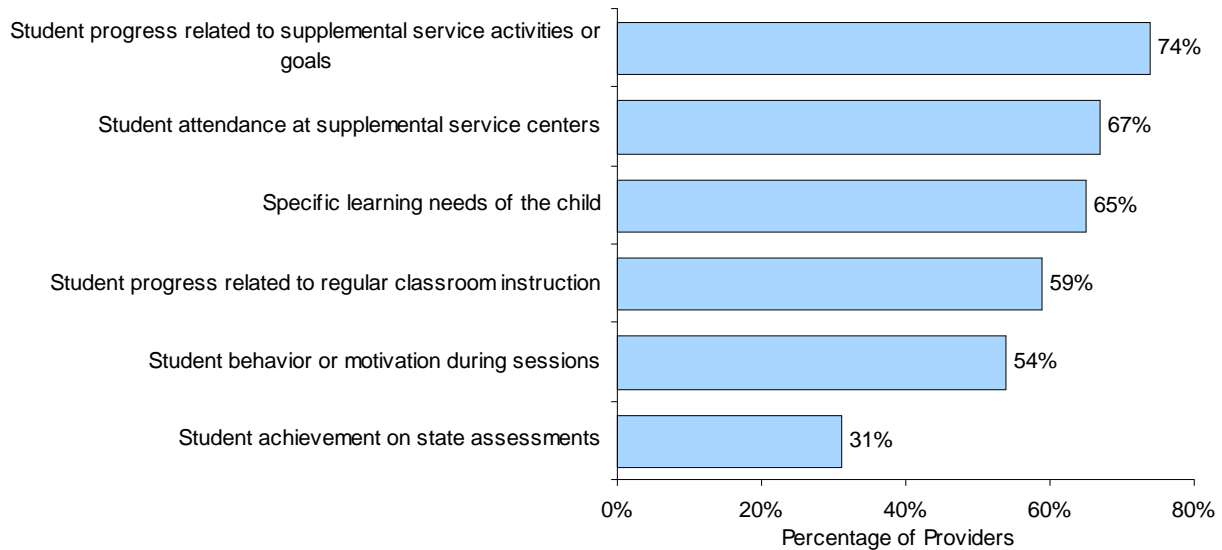 Student progress related to supplemental service activities or
goals
74%
Student attendance at supplemental service centers
67%
Specific learning needs of the child
65%
Student progress related to regular classroom instruction
59%
Student behavior or motivation during sessions
54%
Student achievement on state assessments
31%
0%
20%
40%
60%
80%
Percentage of Providers